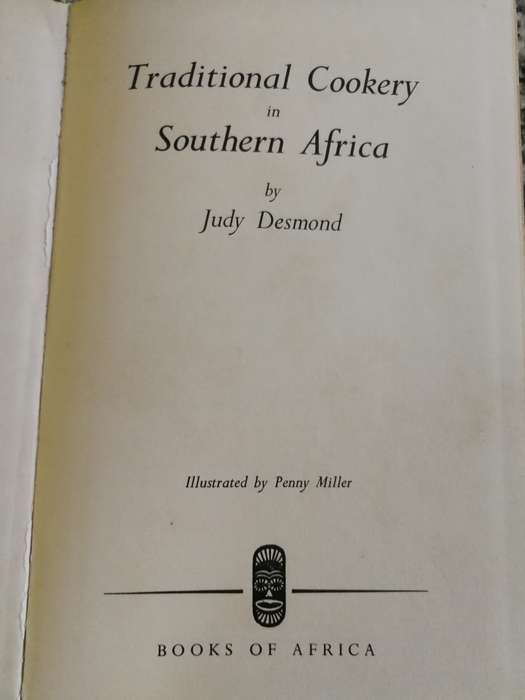 Traditional Cookery
in
Southern Africa
by
Judy Desmond
Illustrated by Penny Miller
BOOKS OF AFRICA